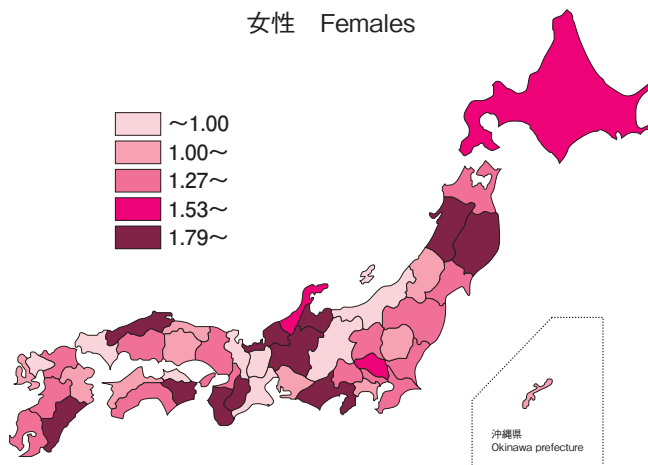 女性　Females
～1.00
1.00～
1.27～
1.53～
1.79～
沖縄県
Okinawa prefecture